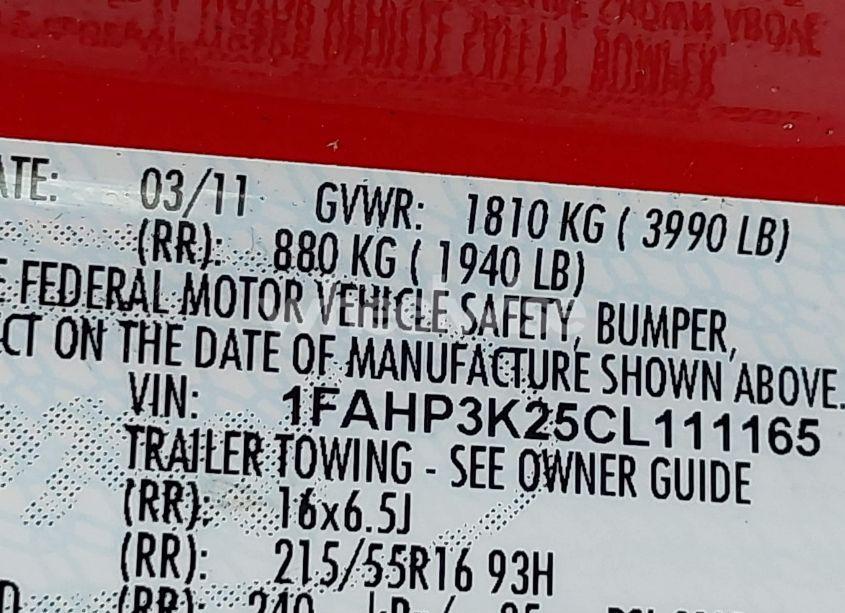 ATE: 03/11 GVWR: 1810 KG ( 3990 LB)
(RR): 880 KG ( 1940 LB)
E FEDERAL MOTOR VEHICLE SAFETY, BUMPER,
CT ON THE DATE OF MANUFACTURE SHOWN ABOVE.
VIN: 1FAHP3K25CL111165
TRAILER TOWING - SEE OWNER GUIDE
(RR): 16x6.5J
(RR): 215/55R16 93H
(RR): 240